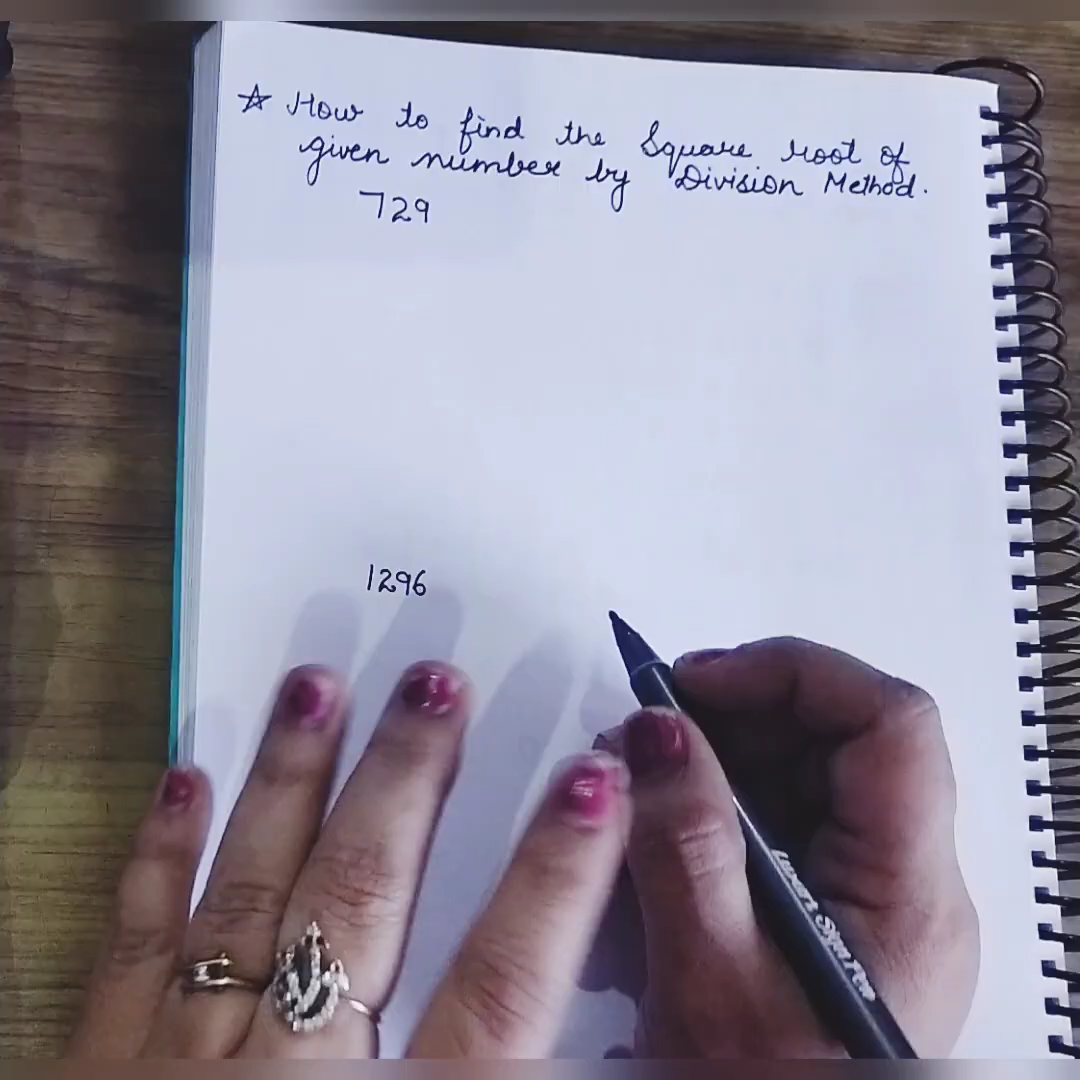 ☆ How to find the Square root of
given number by Division Method.
729
1296